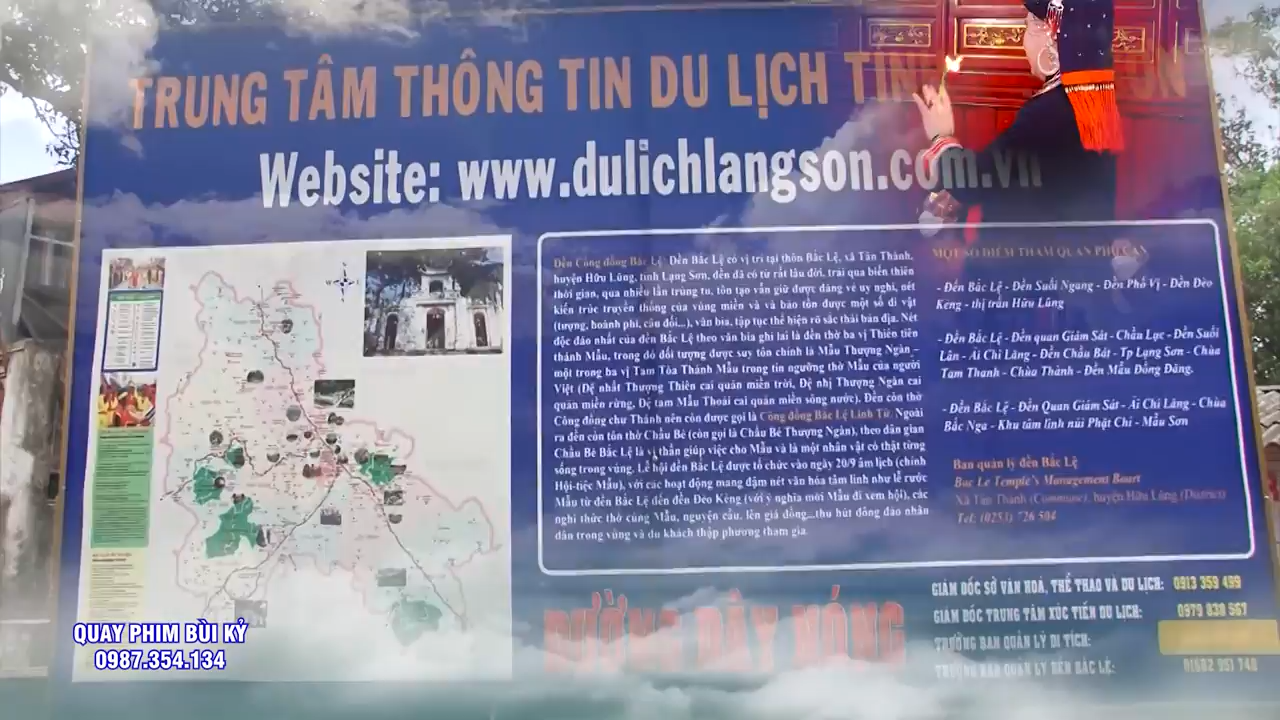 TRUNG TÂM THÔNG TIN DU LỊCH TỈN
Website: www.dulichlangson.com.vn
Đền Công đồng Bắc Lệ: Đền Bắc Lệ có vị trí tại thôn Bắc Lệ, xã Tân Thành,
huyện Hữu Lũng, tỉnh Lạng Sơn, đền đã có từ rất lâu đời, trải qua biến thiên
thời gian, qua nhiều lần trùng tu, tôn tạo vẫn giữ được dáng vẻ uy nghi, nét
kiến trúc truyền thống của vùng miền và và bảo tồn được một số di vật
(tượng, hoành phi, câu đối...), văn bia, tập tục thể hiện rõ sắc thái bản địa. Nét
độc đáo nhất của đền Bắc Lệ theo văn bia ghi lại là đền thờ ba vị Thiên tiên
thánh Mẫu, trong đó đối tượng được suy tôn chính là Mẫu Thượng Ngàn -
một trong ba vị Tam Tòa Thánh Mẫu trong tín ngưỡng thờ Mẫu của người
Việt (Đệ nhất Thượng Thiên cai quản miền trời, Đệ nhị Thượng Ngàn cai
quản miền rừng, Đệ tam Mẫu Thoải cai quản miền sông nước). Đền còn thờ
Công đồng chư Thánh nên còn được gọi là Công đồng Bắc Lệ Linh Từ. Ngoài
ra đền còn tôn thờ Chầu Bé (còn gọi là Chầu Bé Thượng Ngàn), theo dân gian
Chầu Bé Bắc Lệ là vị thần giúp việc cho Mẫu và là một nhân vật có thật từng
sống trong vùng. Lễ hội đền Bắc Lệ được tổ chức vào ngày 20/9 âm lịch (chính
Hội-tiệc Mẫu), với các hoạt động mang đậm nét văn hóa tâm linh như lễ rước
Mẫu từ đền Bắc Lệ đến đền Đèo Kẻng (với ý nghĩa mời Mẫu đi xem hội), các
nghi thức thờ cúng Mẫu, nguyện cầu, lên giá đồng...thu hút đông đảo nhân
dân trong vùng và du khách thập phương tham gia.
MỘT SỐ ĐIỂM THAM QUAN PHỤ CẬN
- Đền Bắc Lệ - Đền Suối Ngang - Đền Phố Vị - Đền Đèo
Kẻng - thị trấn Hữu Lũng
- Đền Bắc Lệ - Đền quan Giám Sát - Chầu Lục - Đền Suối
Lân - Ải Chi Lăng - Đền Chầu Bát - Tp Lạng Sơn - Chùa
Tam Thanh - Chùa Thành - Đền Mẫu Đồng Đăng.
- Đền Bắc Lệ - Đền Quan Giám Sát - Ải Chi Lăng - Chùa
Bắc Nga - Khu tâm linh núi Phật Chỉ - Mẫu Sơn
Ban quản lý đền Bắc Lệ
Bac Le Temple's Management Boart
Xã Tân Thành (Commune), huyện Hữu Lũng (District)
Tel: (0253) 726 504
ĐƯỜNG DÂY NÓNG
GIÁM ĐỐC SỞ VĂN HOÁ, THỂ THAO VÀ DU LỊCH: 0913 359 499
GIÁM ĐỐC TRUNG TÂM XÚC TIẾN DU LỊCH: 0979 838 567
TRƯỞNG BAN QUẢN LÝ DI TÍCH:
TRƯỞNG BAN QUẢN LÝ ĐỀN BẮC LỆ: 01682 951 748
QUAY PHIM BÙI KỶ
0987.354.134